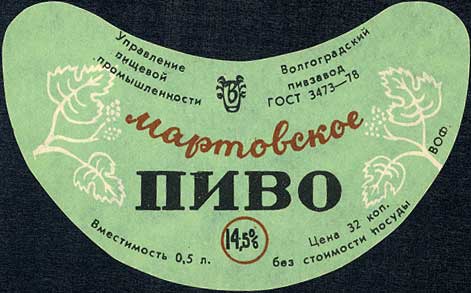 Управление
пищевой
промышленности
В
Волгоградский
пивзавод
ГОСТ 3473—78
Мартовское
ПИВО
14,5%
Вместимость 0,5 л.
Цена 32 коп.
без стоимости посуды
ВОФ.